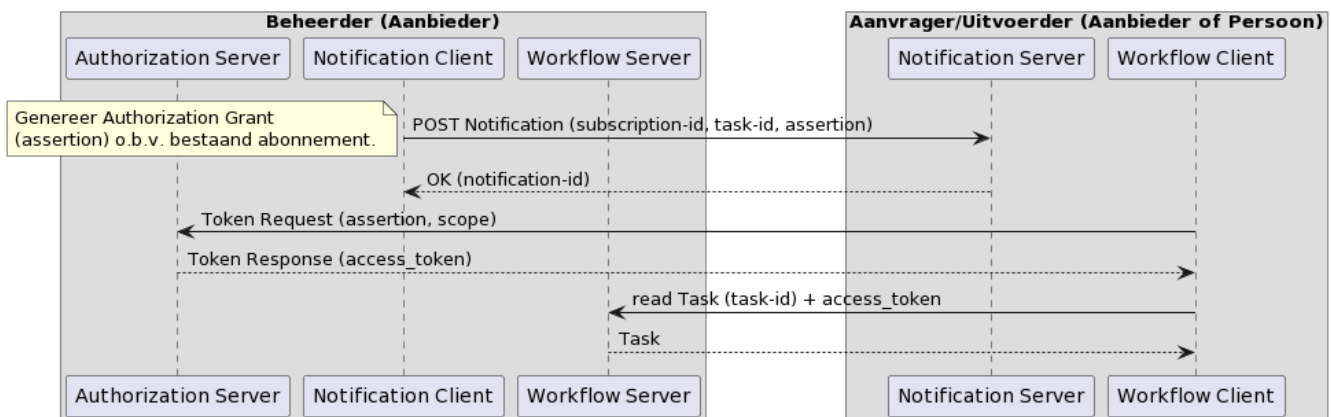 Beheerder (Aanbieder)
Aanvrager/Uitvoerder (Aanbieder of Persoon)
Authorization Server
Notification Client
Workflow Server
Notification Server
Workflow Client
Genereer Authorization Grant
(assertion) o.b.v. bestaand abonnement.
POST Notification (subscription-id, task-id, assertion)
OK (notification-id)
Token Request (assertion, scope)
Token Response (access_token)
read Task (task-id) + access_token
Task
Authorization Server
Notification Client
Workflow Server
Notification Server
Workflow Client